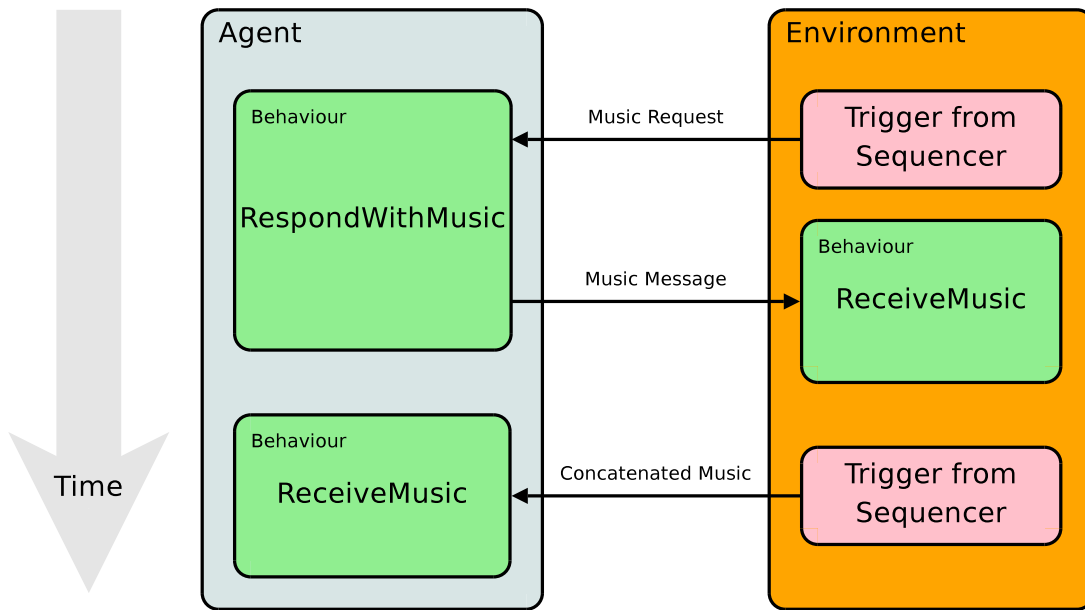 Agent
Environment
Behaviour
RespondWithMusic
Music Request
Trigger from
Sequencer
Music Message
Behaviour
ReceiveMusic
Behaviour
ReceiveMusic
Concatenated Music
Trigger from
Sequencer
Time